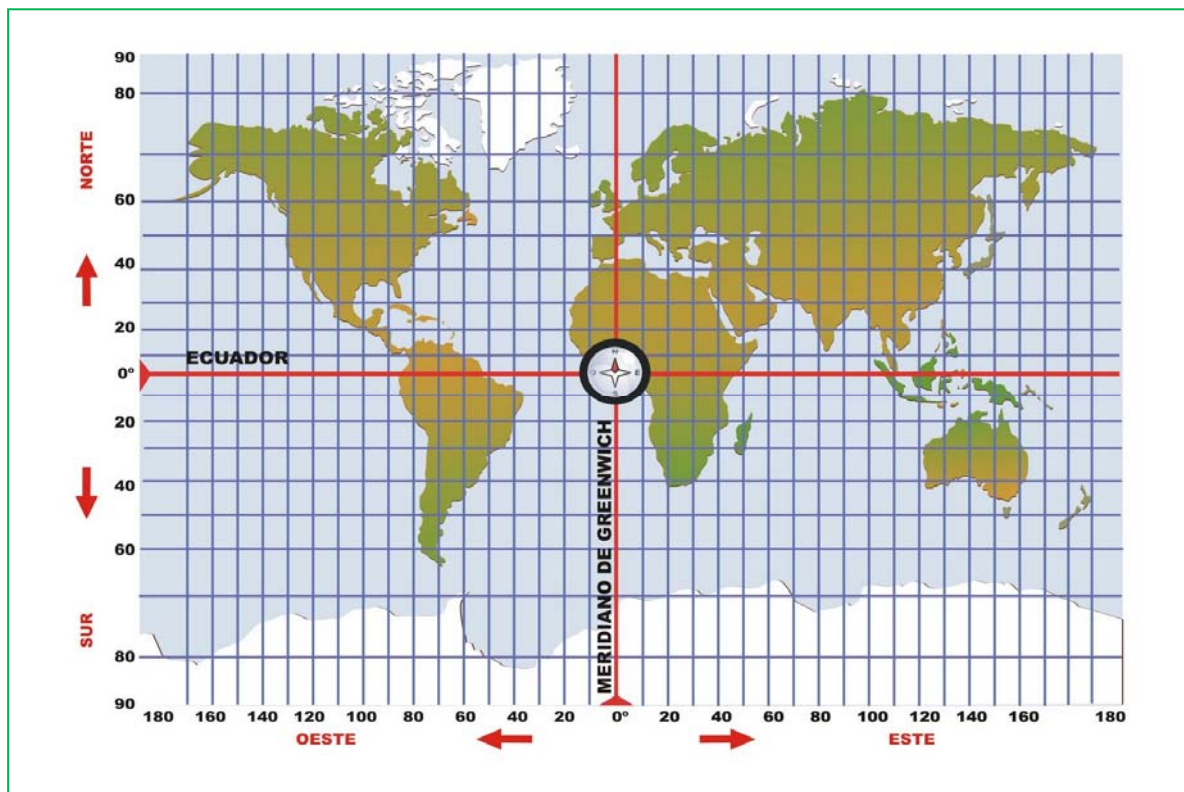 90
80
NORTE
60
40
20
ECUADOR
0º
20
40
60
SUR
80
90
MERIDIANO DE GREENWICH
N
O
E
S
180 160 140 120 100 80 60 40 20 0º 20 40 60 80 100 120 140 160 180
OESTE
ESTE